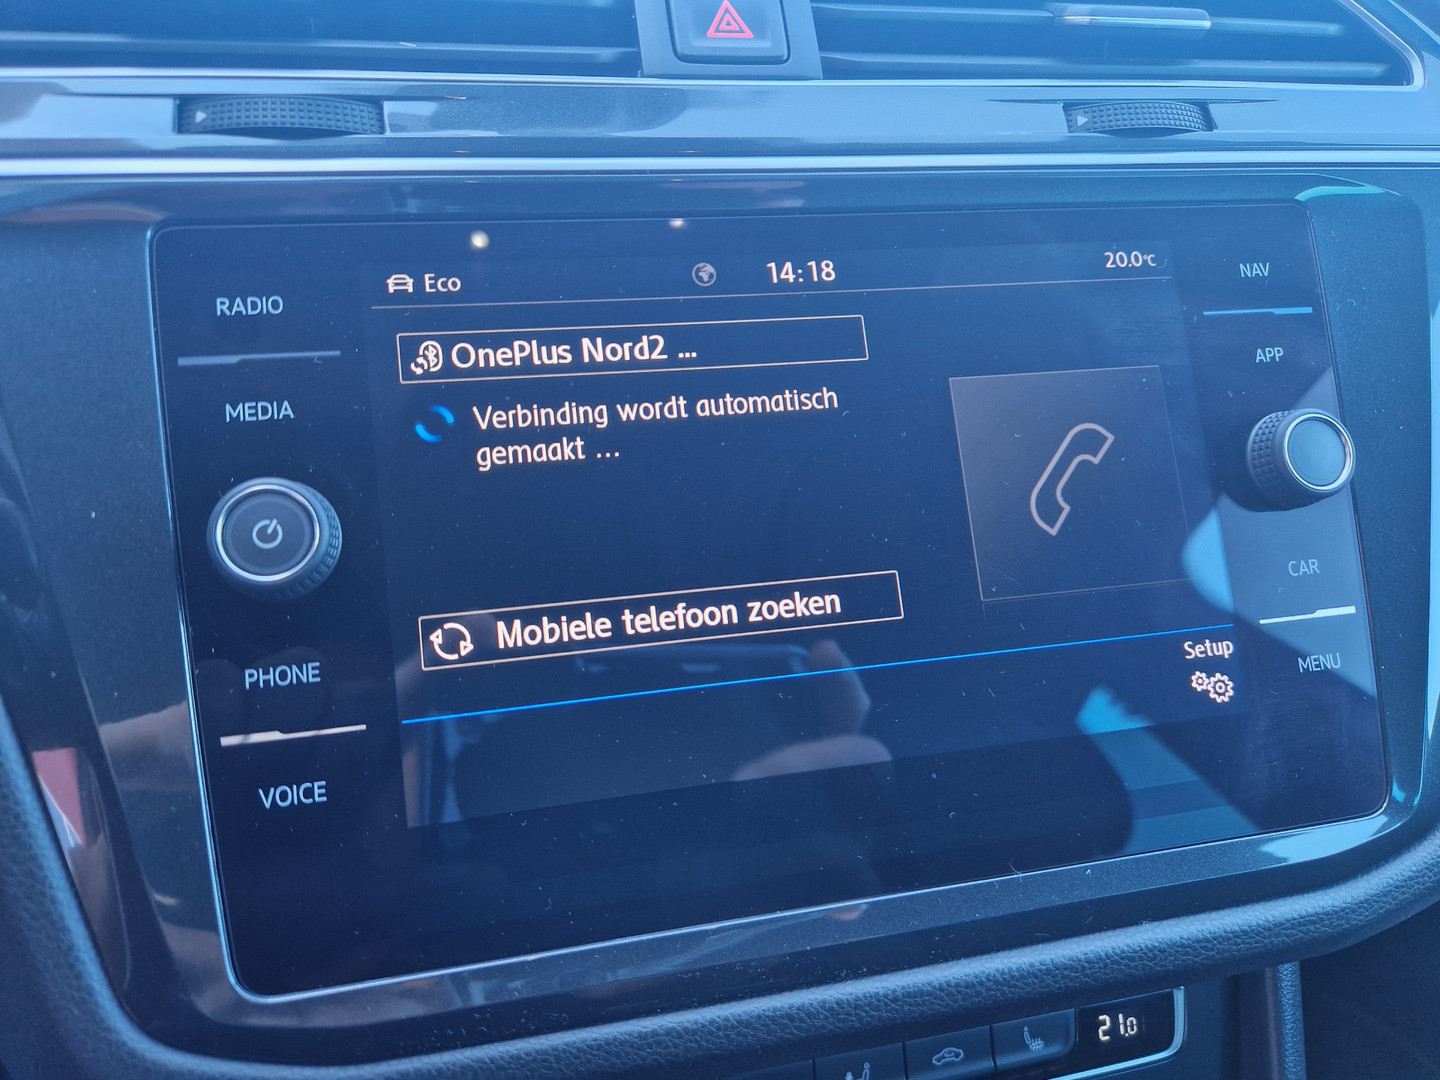 Eco
14:18
20.0°C
RADIO
MEDIA
PHONE
VOICE
OnePlus Nord2 ...
Verbinding wordt automatisch
gemaakt ...
Mobiele telefoon zoeken
Setup
NAV
APP
CAR
MENU
21.0